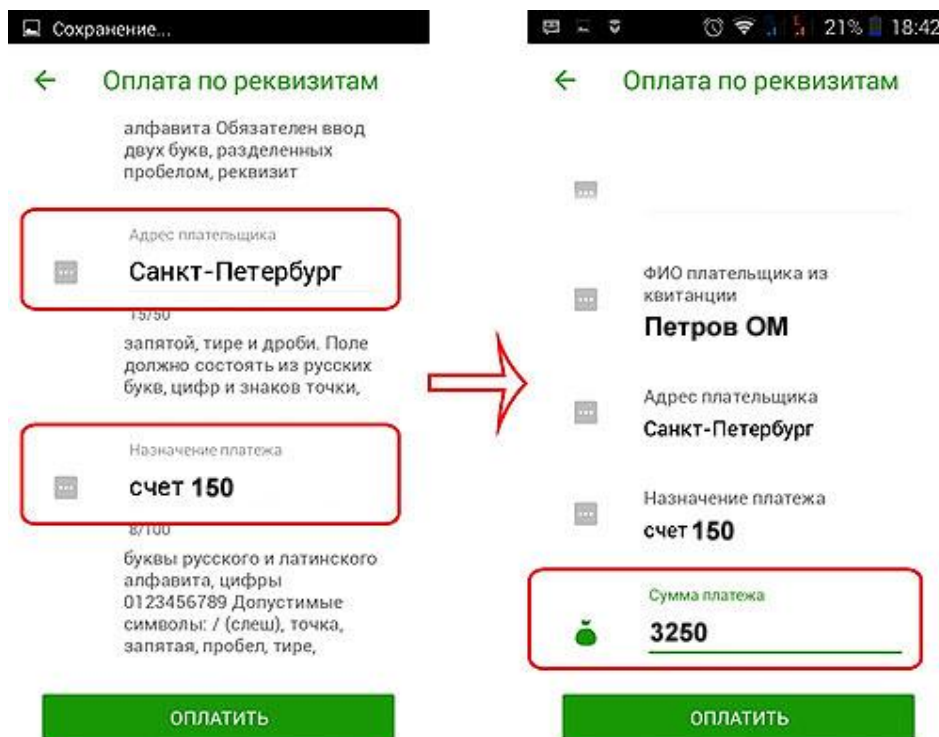 Сохранение...
Оплата по реквизитам
алфавита Обязателен ввод
двух букв, разделенных
пробелом, реквизит
Адрес плательщика
Санкт-Петербург
15/50
запятой, тире и дроби. Поле
должно состоять из русских
букв, цифр и знаков точки,
Назначение платежа
счет 150
8/100
буквы русского и латинского
алфавита, цифры
0123456789 Допустимые
символы: / (слеш), точка,
запятая, пробел, тире,
ОПЛАТИТЬ
21% 18:42
Оплата по реквизитам
ФИО плательщика из
квитанции
Петров ОМ
Адрес плательщика
Санкт-Петербург
Назначение платежа
счет 150
Сумма платежа
3250
ОПЛАТИТЬ